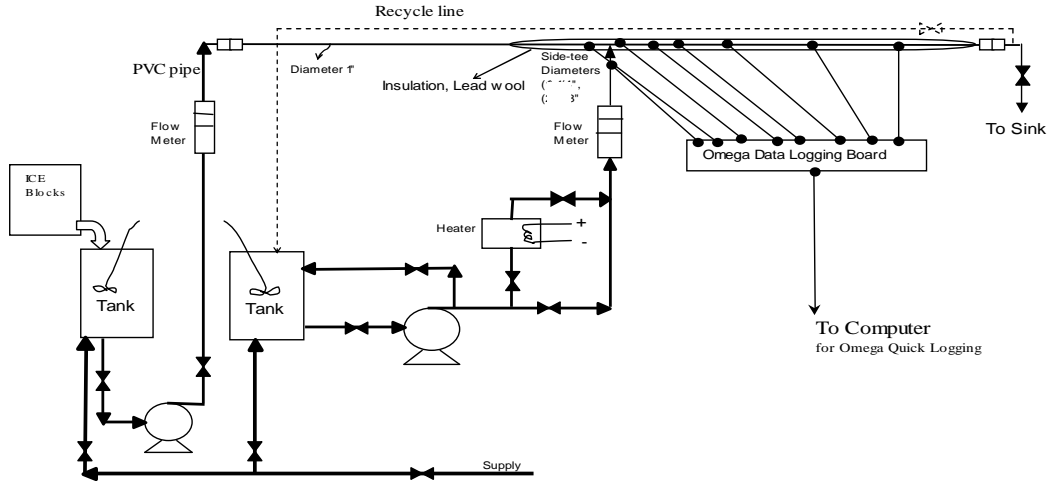 Recycle line
PVC pipe
Diameter 1"
Insulation, Lead wool
Side-tee
Diameters
Flow
Meter
Flow
Meter
To Sink
Omega Data Logging Board
ICE
Blocks
Heater
+
-
Tank
Tank
To Computer
for Omega Quick Logging
Supply